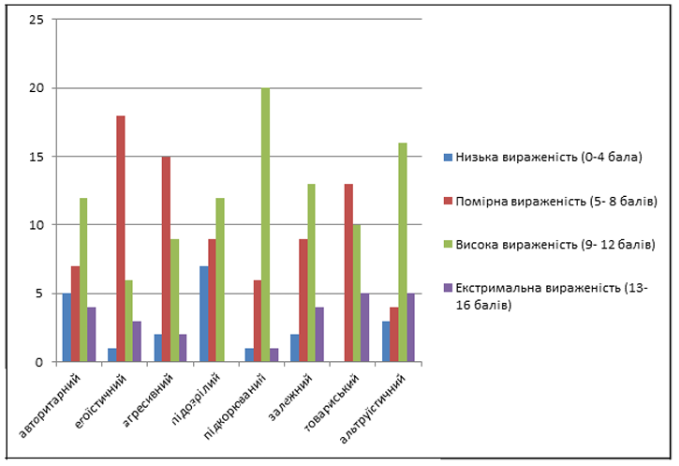 25
20
15
10
5
0
авторитарний
егоїстичний
агресивний
підозрілий
підкорюваний
залежний
товариський
альтруїстичний
Низька вираженість (0-4 бала)
Помірна вираженість (5- 8 балів)
Висока вираженість (9- 12 балів)
Екстримальна вираженість (13-
16 балів)